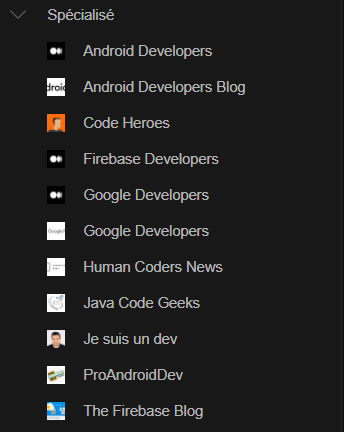 Spécialisé
Android Developers
Android Developers Blog
Code Heroes
Firebase Developers
Google Developers
Google Developers
Human Coders News
Java Code Geeks
Je suis un dev
ProAndroidDev
The Firebase Blog